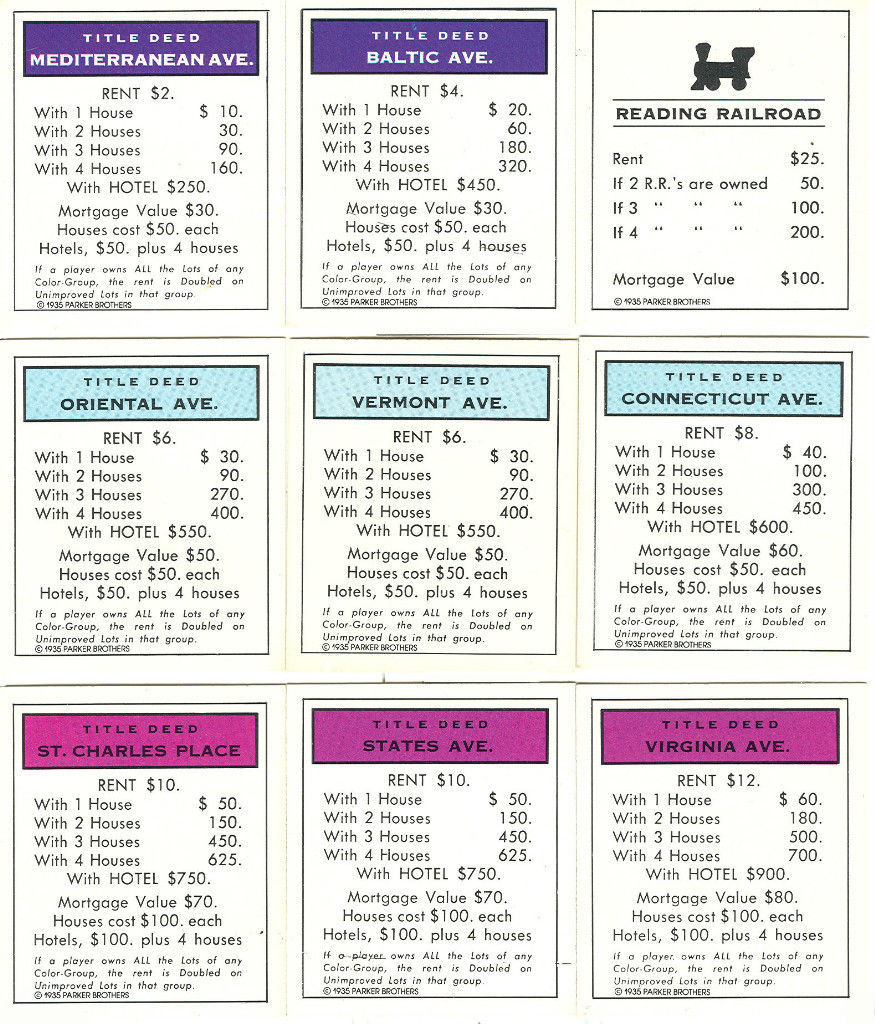 TITLE DEED
MEDITERRANEAN AVE.
RENT $2.
With 1 House $ 10.
With 2 Houses 30.
With 3 Houses 90.
With 4 Houses 160.
With HOTEL $250.
Mortgage Value $30.
Houses cost $50. each
Hotels, $50. plus 4 houses
If a player owns ALL the Lots of any
Color-Group, the rent is Doubled on
Unimproved Lots in that group.
© 1935 PARKER BROTHERS
TITLE DEED
BALTIC AVE.
RENT $4.
With 1 House $ 20.
With 2 Houses 60.
With 3 Houses 180.
With 4 Houses 320.
With HOTEL $450.
Mortgage Value $30.
Houses cost $50. each
Hotels, $50. plus 4 houses
If a player owns ALL the Lots of any
Color-Group, the rent is Doubled on
Unimproved Lots in that group.
© 1935 PARKER BROTHERS
READING RAILROAD
Rent $25.
If 2 R.R.'s are owned 50.
If 3 " " " 100.
If 4 " " " 200.
Mortgage Value $100.
© 1935 PARKER BROTHERS
TITLE DEED
ORIENTAL AVE.
RENT $6.
With 1 House $ 30.
With 2 Houses 90.
With 3 Houses 270.
With 4 Houses 400.
With HOTEL $550.
Mortgage Value $50.
Houses cost $50. each
Hotels, $50. plus 4 houses
If a player owns ALL the Lots of any
Color-Group, the rent is Doubled on
Unimproved Lots in that group.
© 1935 PARKER BROTHERS
TITLE DEED
VERMONT AVE.
RENT $6.
With 1 House $ 30.
With 2 Houses 90.
With 3 Houses 270.
With 4 Houses 400.
With HOTEL $550.
Mortgage Value $50.
Houses cost $50. each
Hotels, $50. plus 4 houses
If a player owns ALL the Lots of any
Color-Group, the rent is Doubled on
Unimproved Lots in that group.
© 1935 PARKER BROTHERS
TITLE DEED
CONNECTICUT AVE.
RENT $8.
With 1 House $ 40.
With 2 Houses 100.
With 3 Houses 300.
With 4 Houses 450.
With HOTEL $600.
Mortgage Value $60.
Houses cost $50. each
Hotels, $50. plus 4 houses
If a player owns ALL the Lots of any
Color-Group, the rent is Doubled on
Unimproved Lots in that group.
© 1935 PARKER BROTHERS
TITLE DEED
ST. CHARLES PLACE
RENT $10.
With 1 House $ 50.
With 2 Houses 150.
With 3 Houses 450.
With 4 Houses 625.
With HOTEL $750.
Mortgage Value $70.
Houses cost $100. each
Hotels, $100. plus 4 houses
If a player owns ALL the Lots of any
Color-Group, the rent is Doubled on
Unimproved Lots in that group.
© 1935 PARKER BROTHERS
TITLE DEED
STATES AVE.
RENT $10.
With 1 House $ 50.
With 2 Houses 150.
With 3 Houses 450.
With 4 Houses 625.
With HOTEL $750.
Mortgage Value $70.
Houses cost $100. each
Hotels, $100. plus 4 houses
If a player owns ALL the Lots of any
Color-Group, the rent is Doubled on
Unimproved Lots in that group.
© 1935 PARKER BROTHERS
TITLE DEED
VIRGINIA AVE.
RENT $12.
With 1 House $ 60.
With 2 Houses 180.
With 3 Houses 500.
With 4 Houses 700.
With HOTEL $900.
Mortgage Value $80.
Houses cost $100. each
Hotels, $100. plus 4 houses
If a player owns ALL the Lots of any
Color-Group, the rent is Doubled on
Unimproved Lots in that group.
© 1935 PARKER BROTHERS